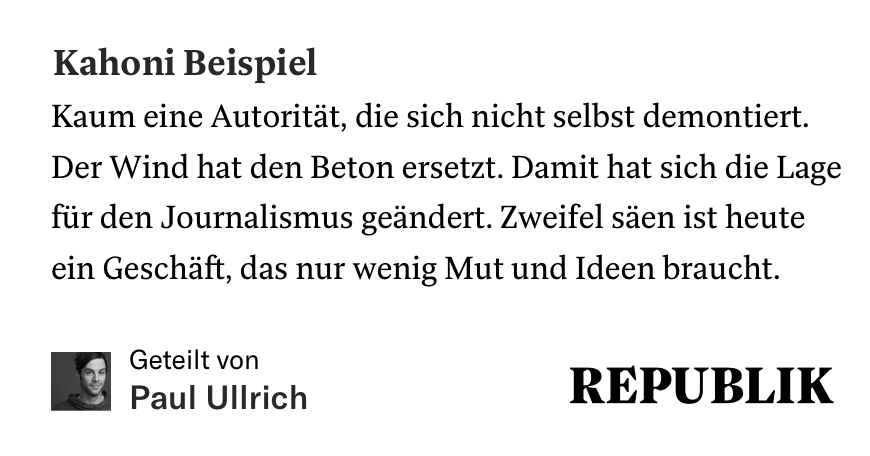 Kahoni Beispiel
Kaum eine Autorität, die sich nicht selbst demontiert.
Der Wind hat den Beton ersetzt. Damit hat sich die Lage
für den Journalismus geändert. Zweifel säen ist heute
ein Geschäft, das nur wenig Mut und Ideen braucht.
Geteilt von
Paul Ullrich
REPUBLIK